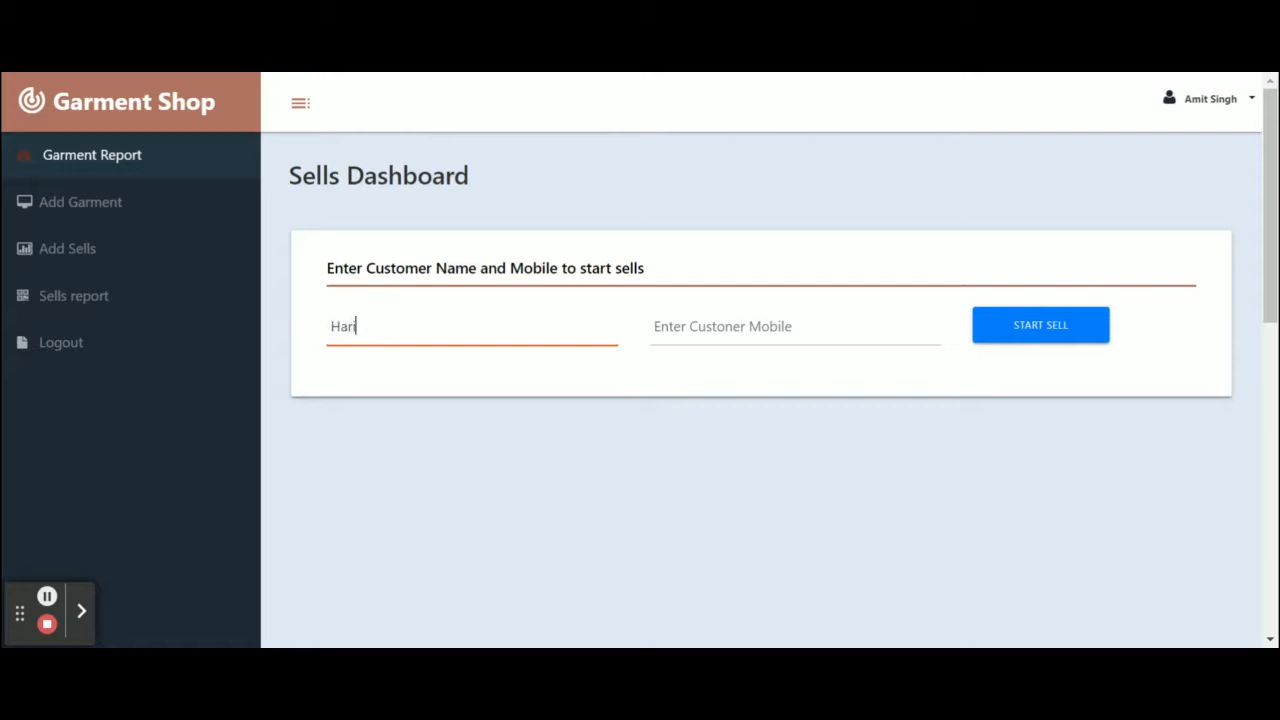 Garment Shop
Amit Singh
Garment Report
Add Garment
Add Sells
Sells report
Logout
Sells Dashboard
Enter Customer Name and Mobile to start sells
Hari
Enter Custoner Mobile
START SELL